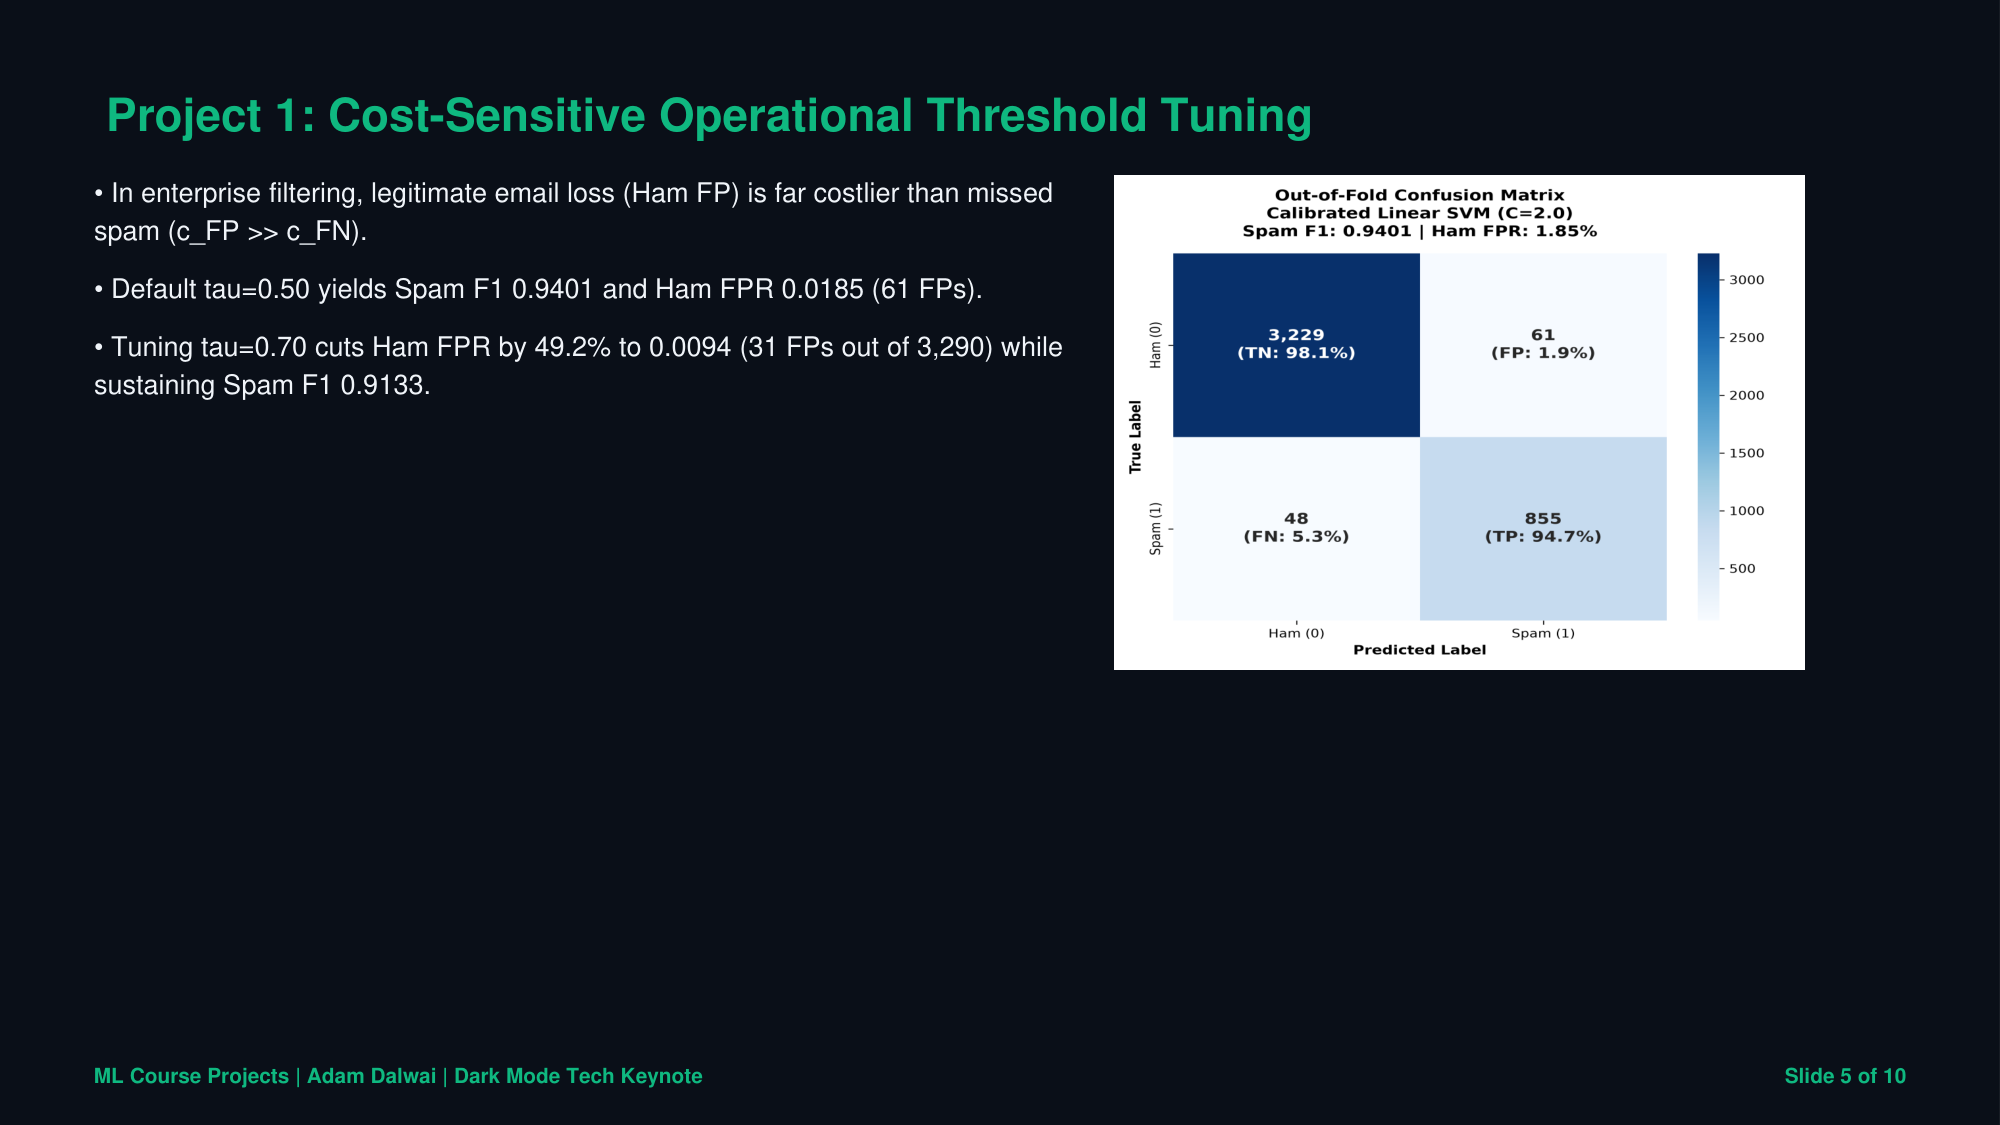 Project 1: Cost-Sensitive Operational Threshold Tuning
• In enterprise filtering, legitimate email loss (Ham FP) is far costlier than missed
spam (c_FP >> c_FN).
• Default tau=0.50 yields Spam F1 0.9401 and Ham FPR 0.0185 (61 FPs).
• Tuning tau=0.70 cuts Ham FPR by 49.2% to 0.0094 (31 FPs out of 3,290) while
sustaining Spam F1 0.9133.
Out-of-Fold Confusion Matrix
Calibrated Linear SVM (C=2.0)
Spam F1: 0.9401 | Ham FPR: 1.85%
True Label
Ham (0)
3,229
(TN: 98.1%)
61
(FP: 1.9%)
Spam (1)
48
(FN: 5.3%)
855
(TP: 94.7%)
Ham (0)
Spam (1)
Predicted Label
3000
2500
2000
1500
1000
500
ML Course Projects | Adam Dalwai | Dark Mode Tech Keynote
Slide 5 of 10